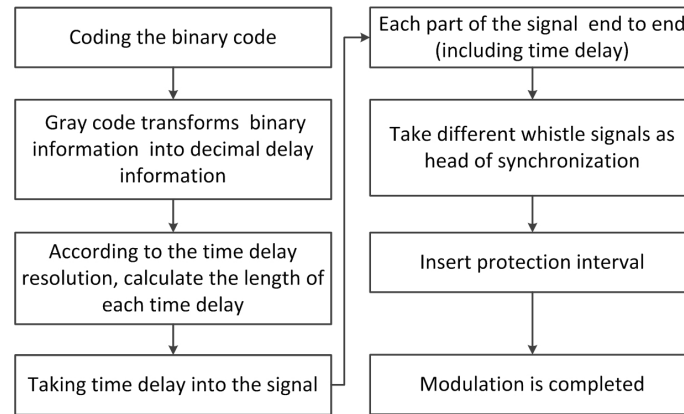 Coding the binary code
Gray code transforms binary
information into decimal delay
information
According to the time delay
resolution, calculate the length of
each time delay
Taking time delay into the signal
Each part of the signal end to end
(including time delay)
Take different whistle signals as
head of synchronization
Insert protection interval
Modulation is completed